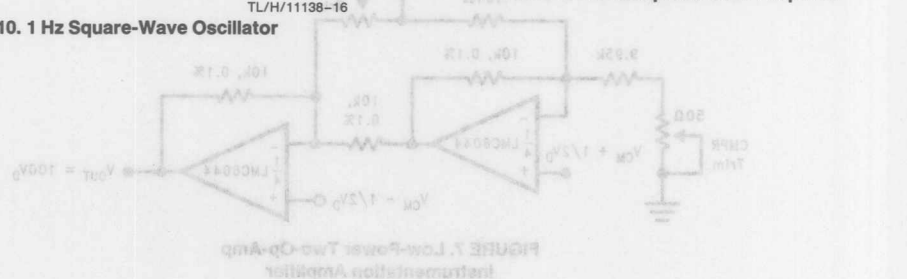 TL/H/11138–16
10. 1 Hz Square-Wave Oscillator
10k, 0.1%
9.95k
10k, 0.1%
10k,
0.1%
50Ω
CMRR
Trim
V_CM + 1/2V_D
LMC6044
V_OUT = 100V_D
LMC6044
V_CM - 1/2V_D
FIGURE 7. Low-Power Two-Op-Amp
Instrumentation Amplifier